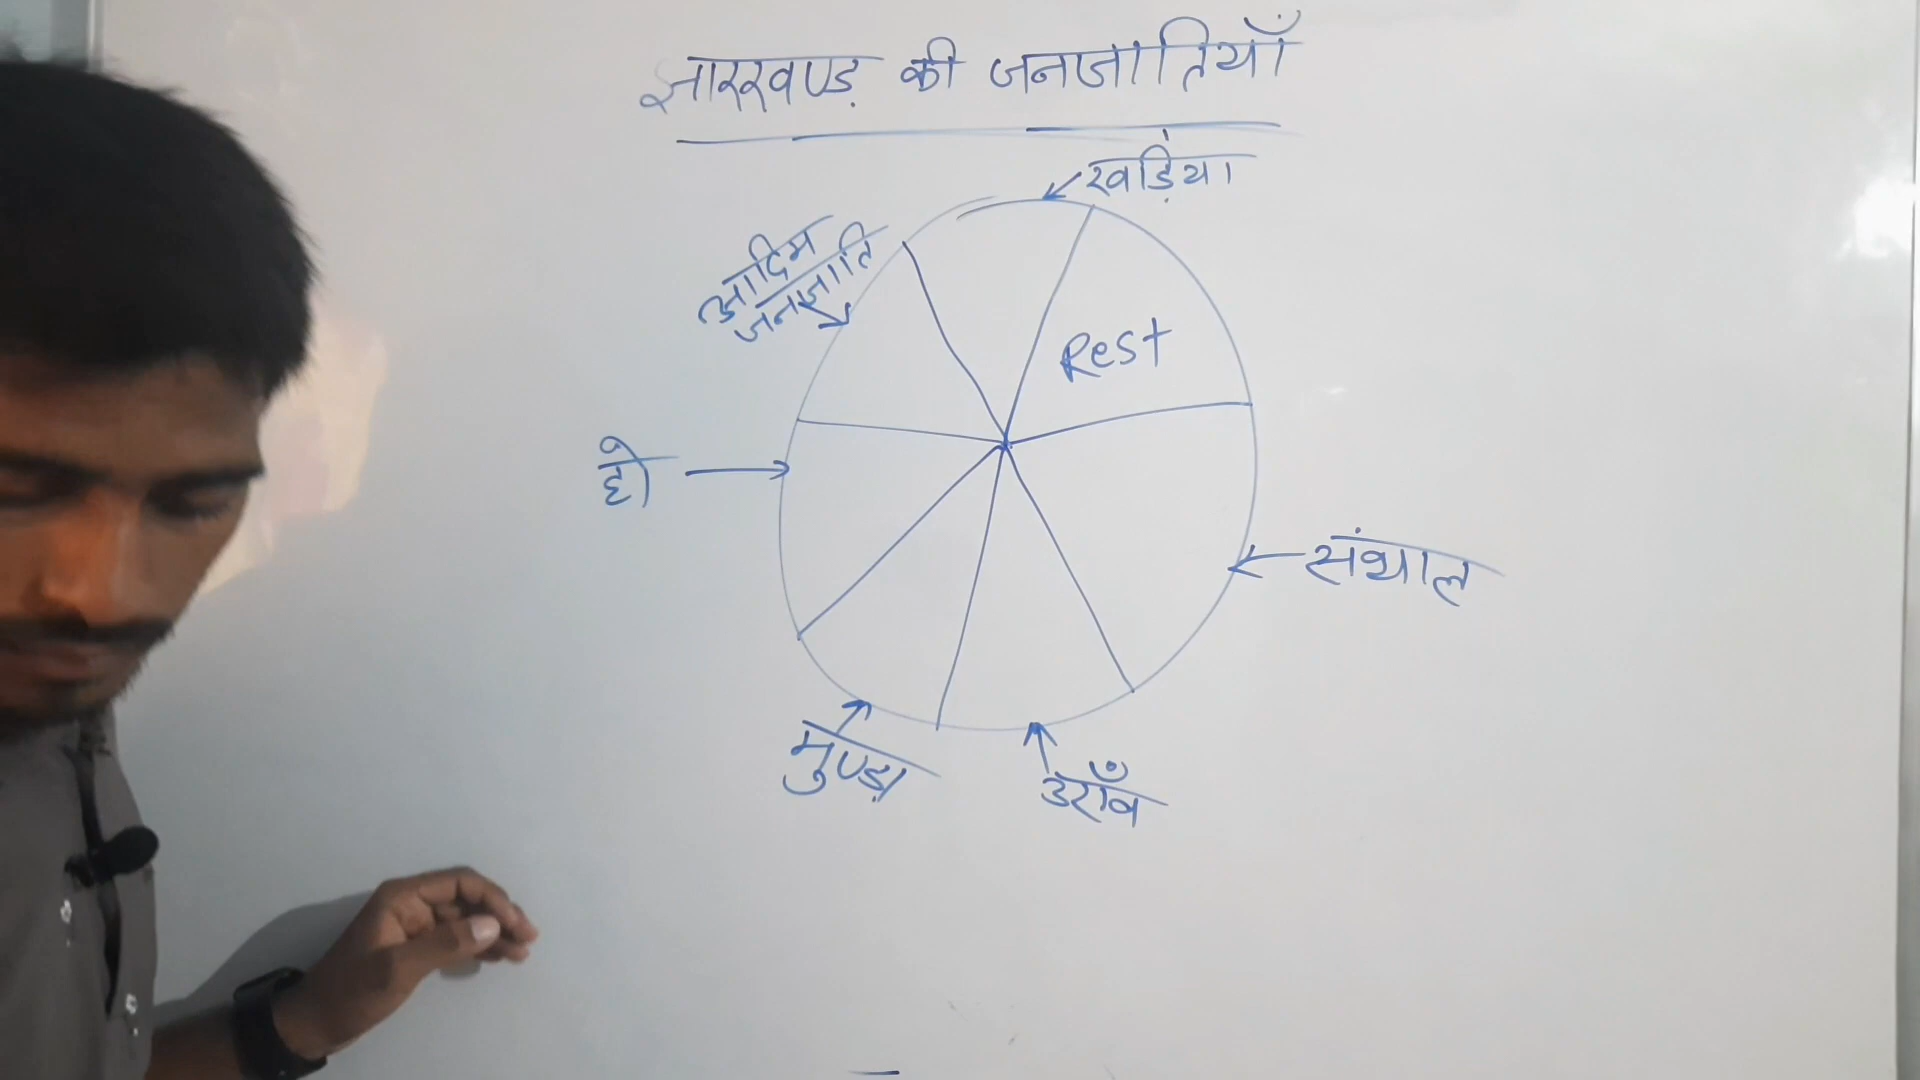 झारखण्ड की जनजातियाँ
खड़िया
आदिम
जनजाति
Rest
हो
संथाल
मुण्डा
उराँव